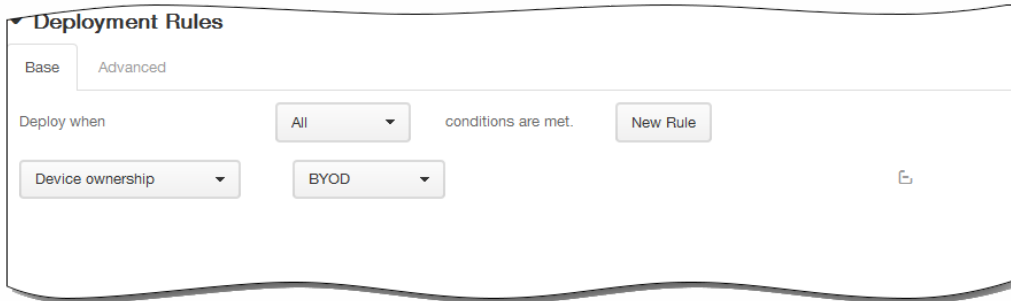 Deployment Rules
Base Advanced
Deploy when All conditions are met. New Rule
Device ownership BYOD